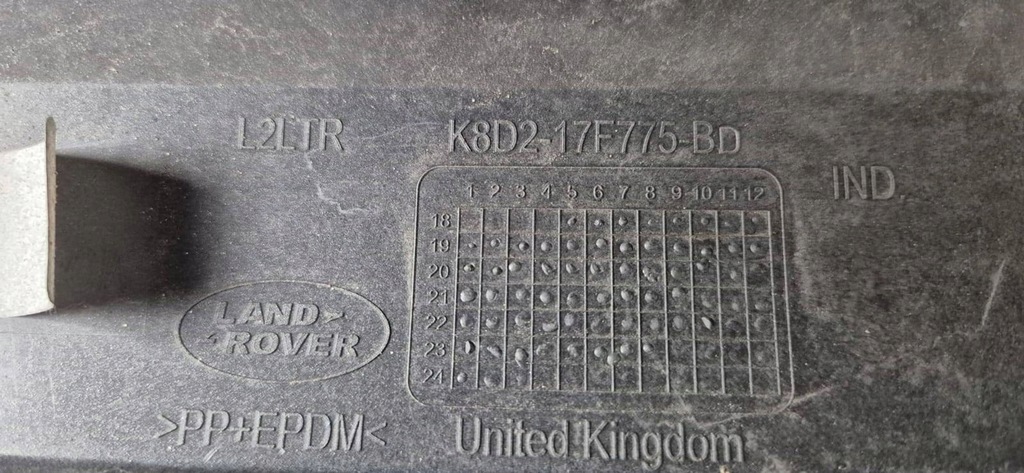 L2LTR K8D2-17F775-BD
IND.
1 2 3 4 5 6 7 8 9 10 11 12
18
19
20
21
22
23
24
LAND
ROVER
>PP+EPDM< United Kingdom